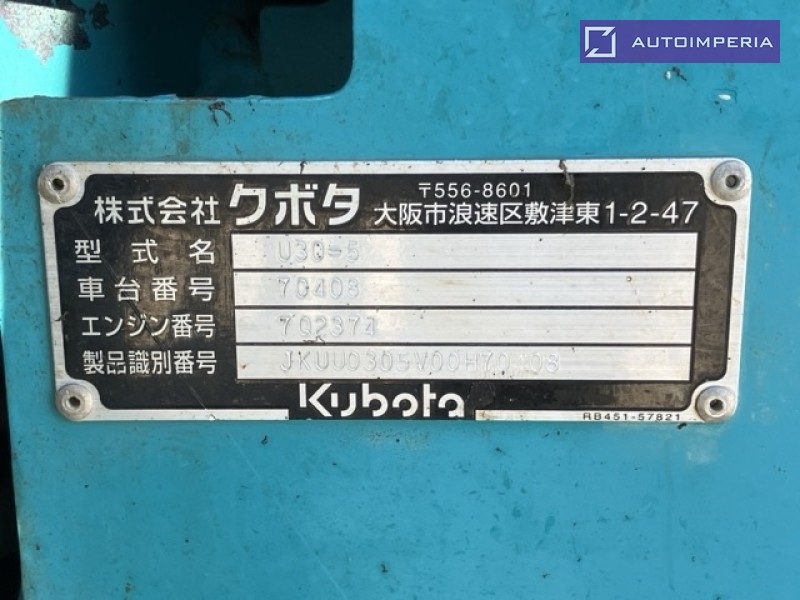 AUTOIMPERIA
〒556-8601
株式会社 クボタ 大阪市浪速区敷津東1-2-47
型式名 U30-5
車台番号 70408
エンジン番号 7Q2374
製品識別番号 JKUU0305V00H70408
Kubota
RB451-57821